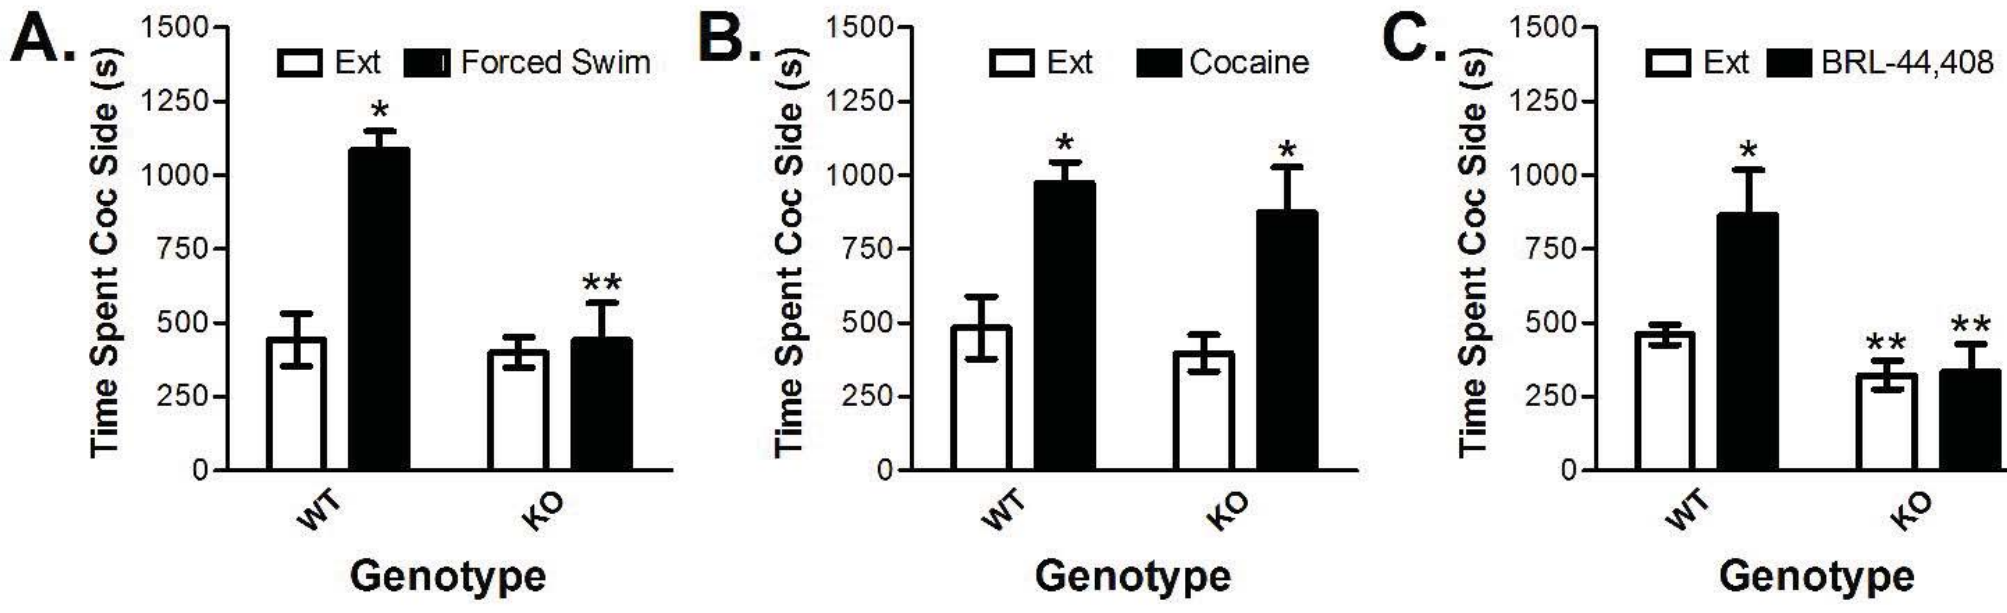 A.
Time Spent Coc Side (s)
1500
1250
1000
750
500
250
0
Ext Forced Swim
*
**
WT KO
Genotype
B.
Time Spent Coc Side (s)
1500
1250
1000
750
500
250
0
Ext Cocaine
*
*
WT KO
Genotype
C.
Time Spent Coc Side (s)
1500
1250
1000
750
500
250
0
Ext BRL-44,408
*
**
**
WT KO
Genotype